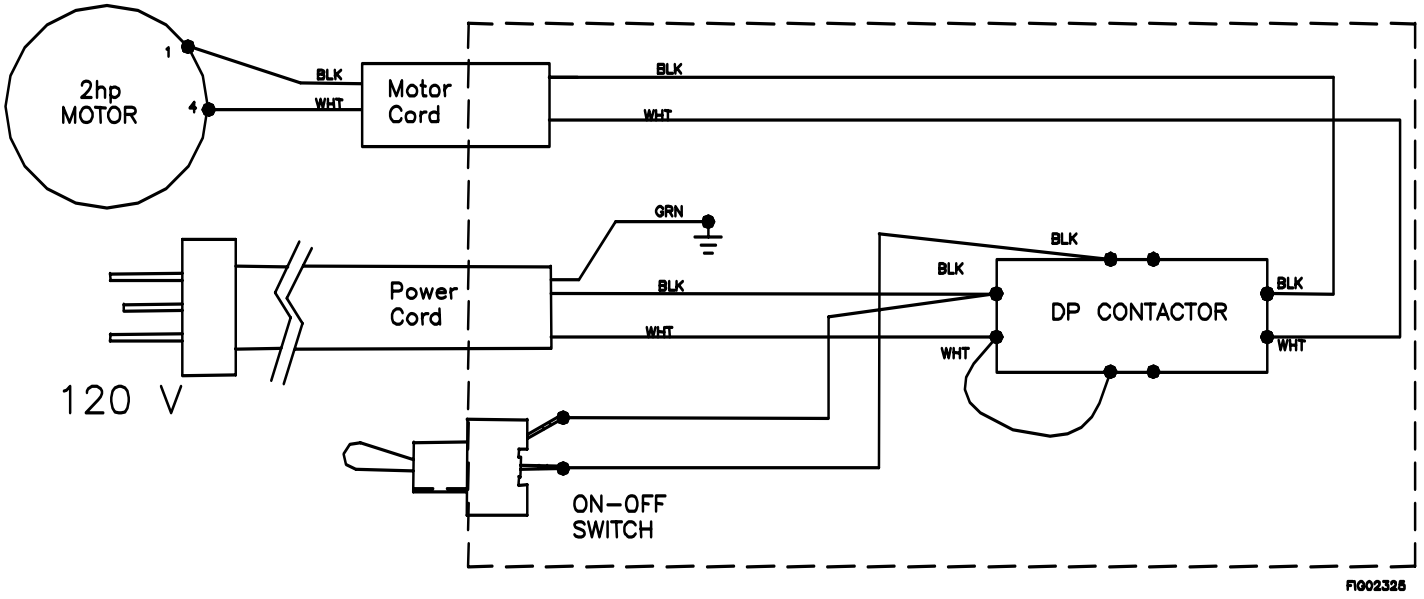 1
2hp
MOTOR
4
BLK
WHT
Motor
Cord
BLK
WHT
GRN
BLK
BLK
Power
Cord
BLK
WHT
WHT
DP CONTACTOR
BLK
WHT
120 V
ON-OFF
SWITCH
FIG02326